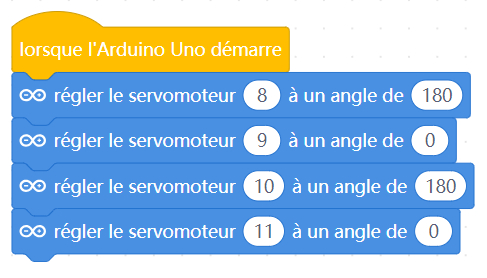 lorsque l'Arduino Uno démarre
régler le servomoteur 8 à un angle de 180
régler le servomoteur 9 à un angle de 0
régler le servomoteur 10 à un angle de 180
régler le servomoteur 11 à un angle de 0